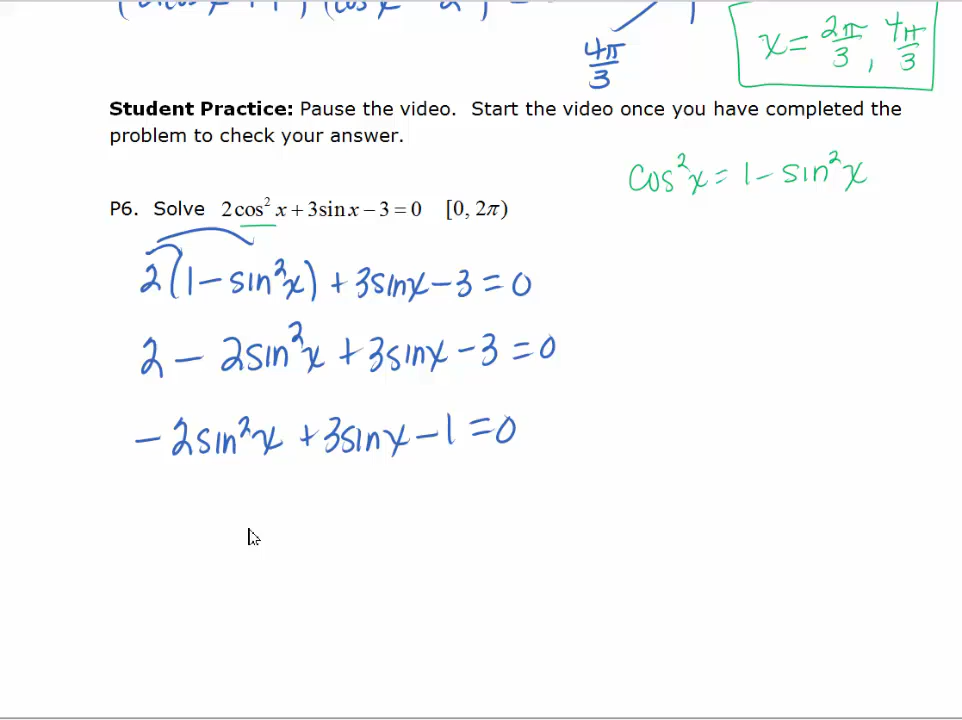 4π/3
x = 2π/3, 4π/3
Student Practice: Pause the video. Start the video once you have completed the
problem to check your answer.
cos²x = 1 - sin²x
P6. Solve 2cos² x + 3sin x − 3 = 0 [0, 2π)
2(1 - sin²x) + 3sinx - 3 = 0
2 - 2sin²x + 3sinx - 3 = 0
- 2sin²x + 3sinx - 1 = 0